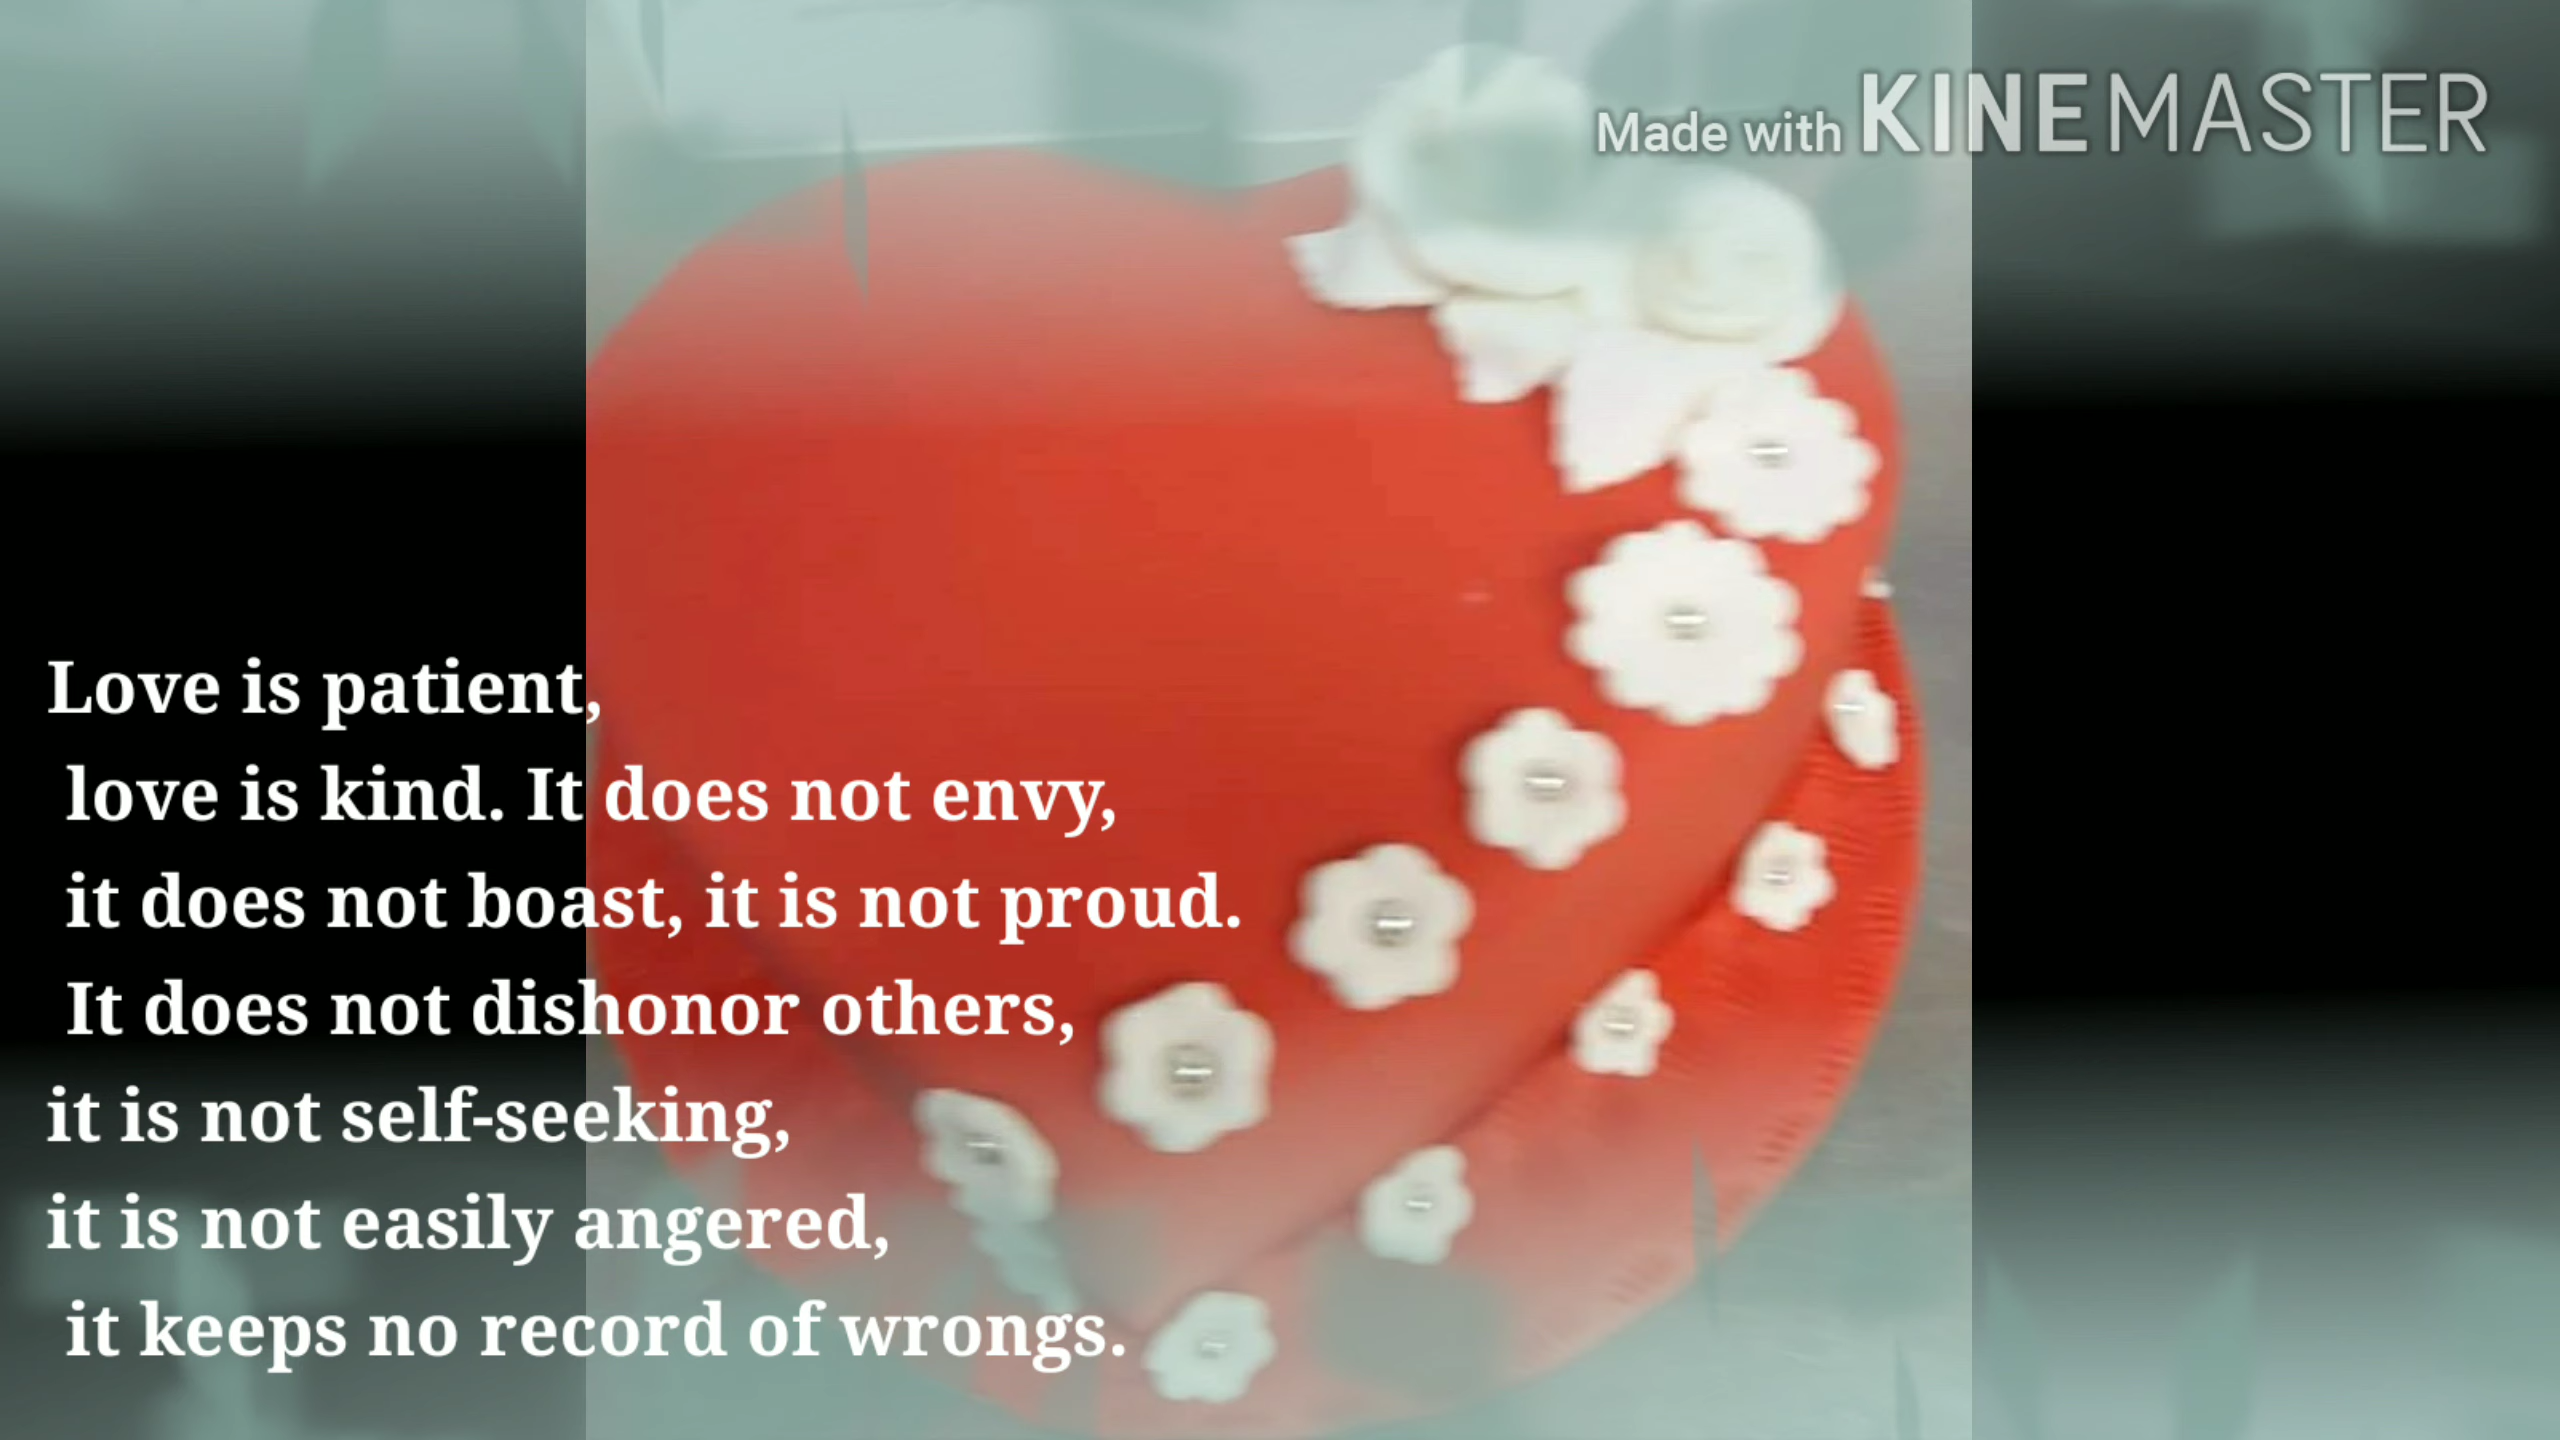 Made with KINEMASTER
Love is patient,
love is kind. It does not envy,
it does not boast, it is not proud.
It does not dishonor others,
it is not self-seeking,
it is not easily angered,
it keeps no record of wrongs.